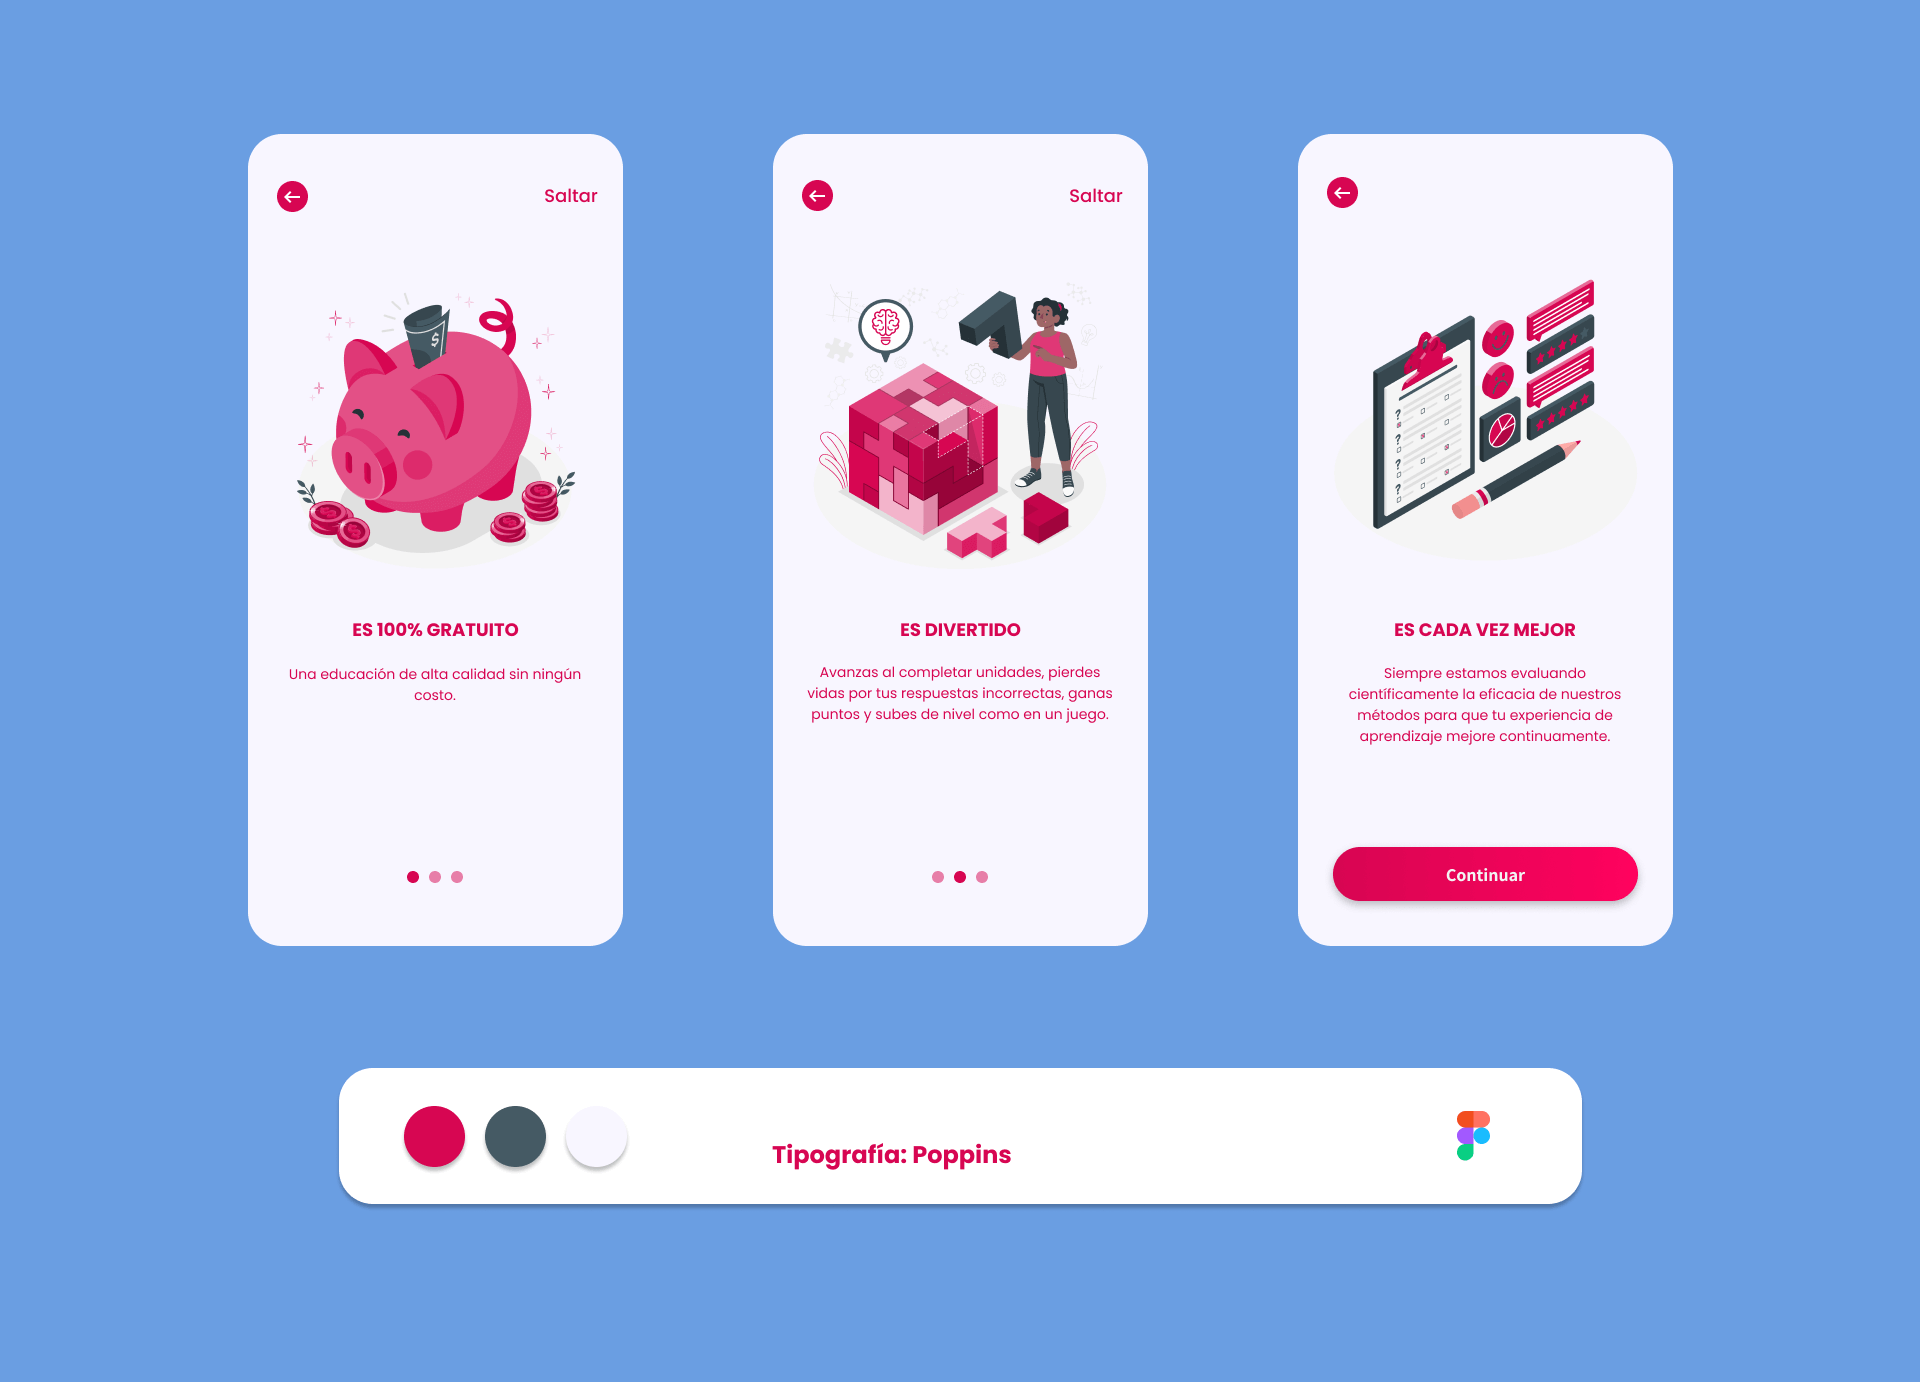 Saltar
ES 100% GRATUITO
Una educación de alta calidad sin ningún
costo.
Saltar
ES DIVERTIDO
Avanzas al completar unidades, pierdes
vidas por tus respuestas incorrectas, ganas
puntos y subes de nivel como en un juego.
ES CADA VEZ MEJOR
Siempre estamos evaluando
científicamente la eficacia de nuestros
métodos para que tu experiencia de
aprendizaje mejore continuamente.
Continuar
Tipografía: Poppins